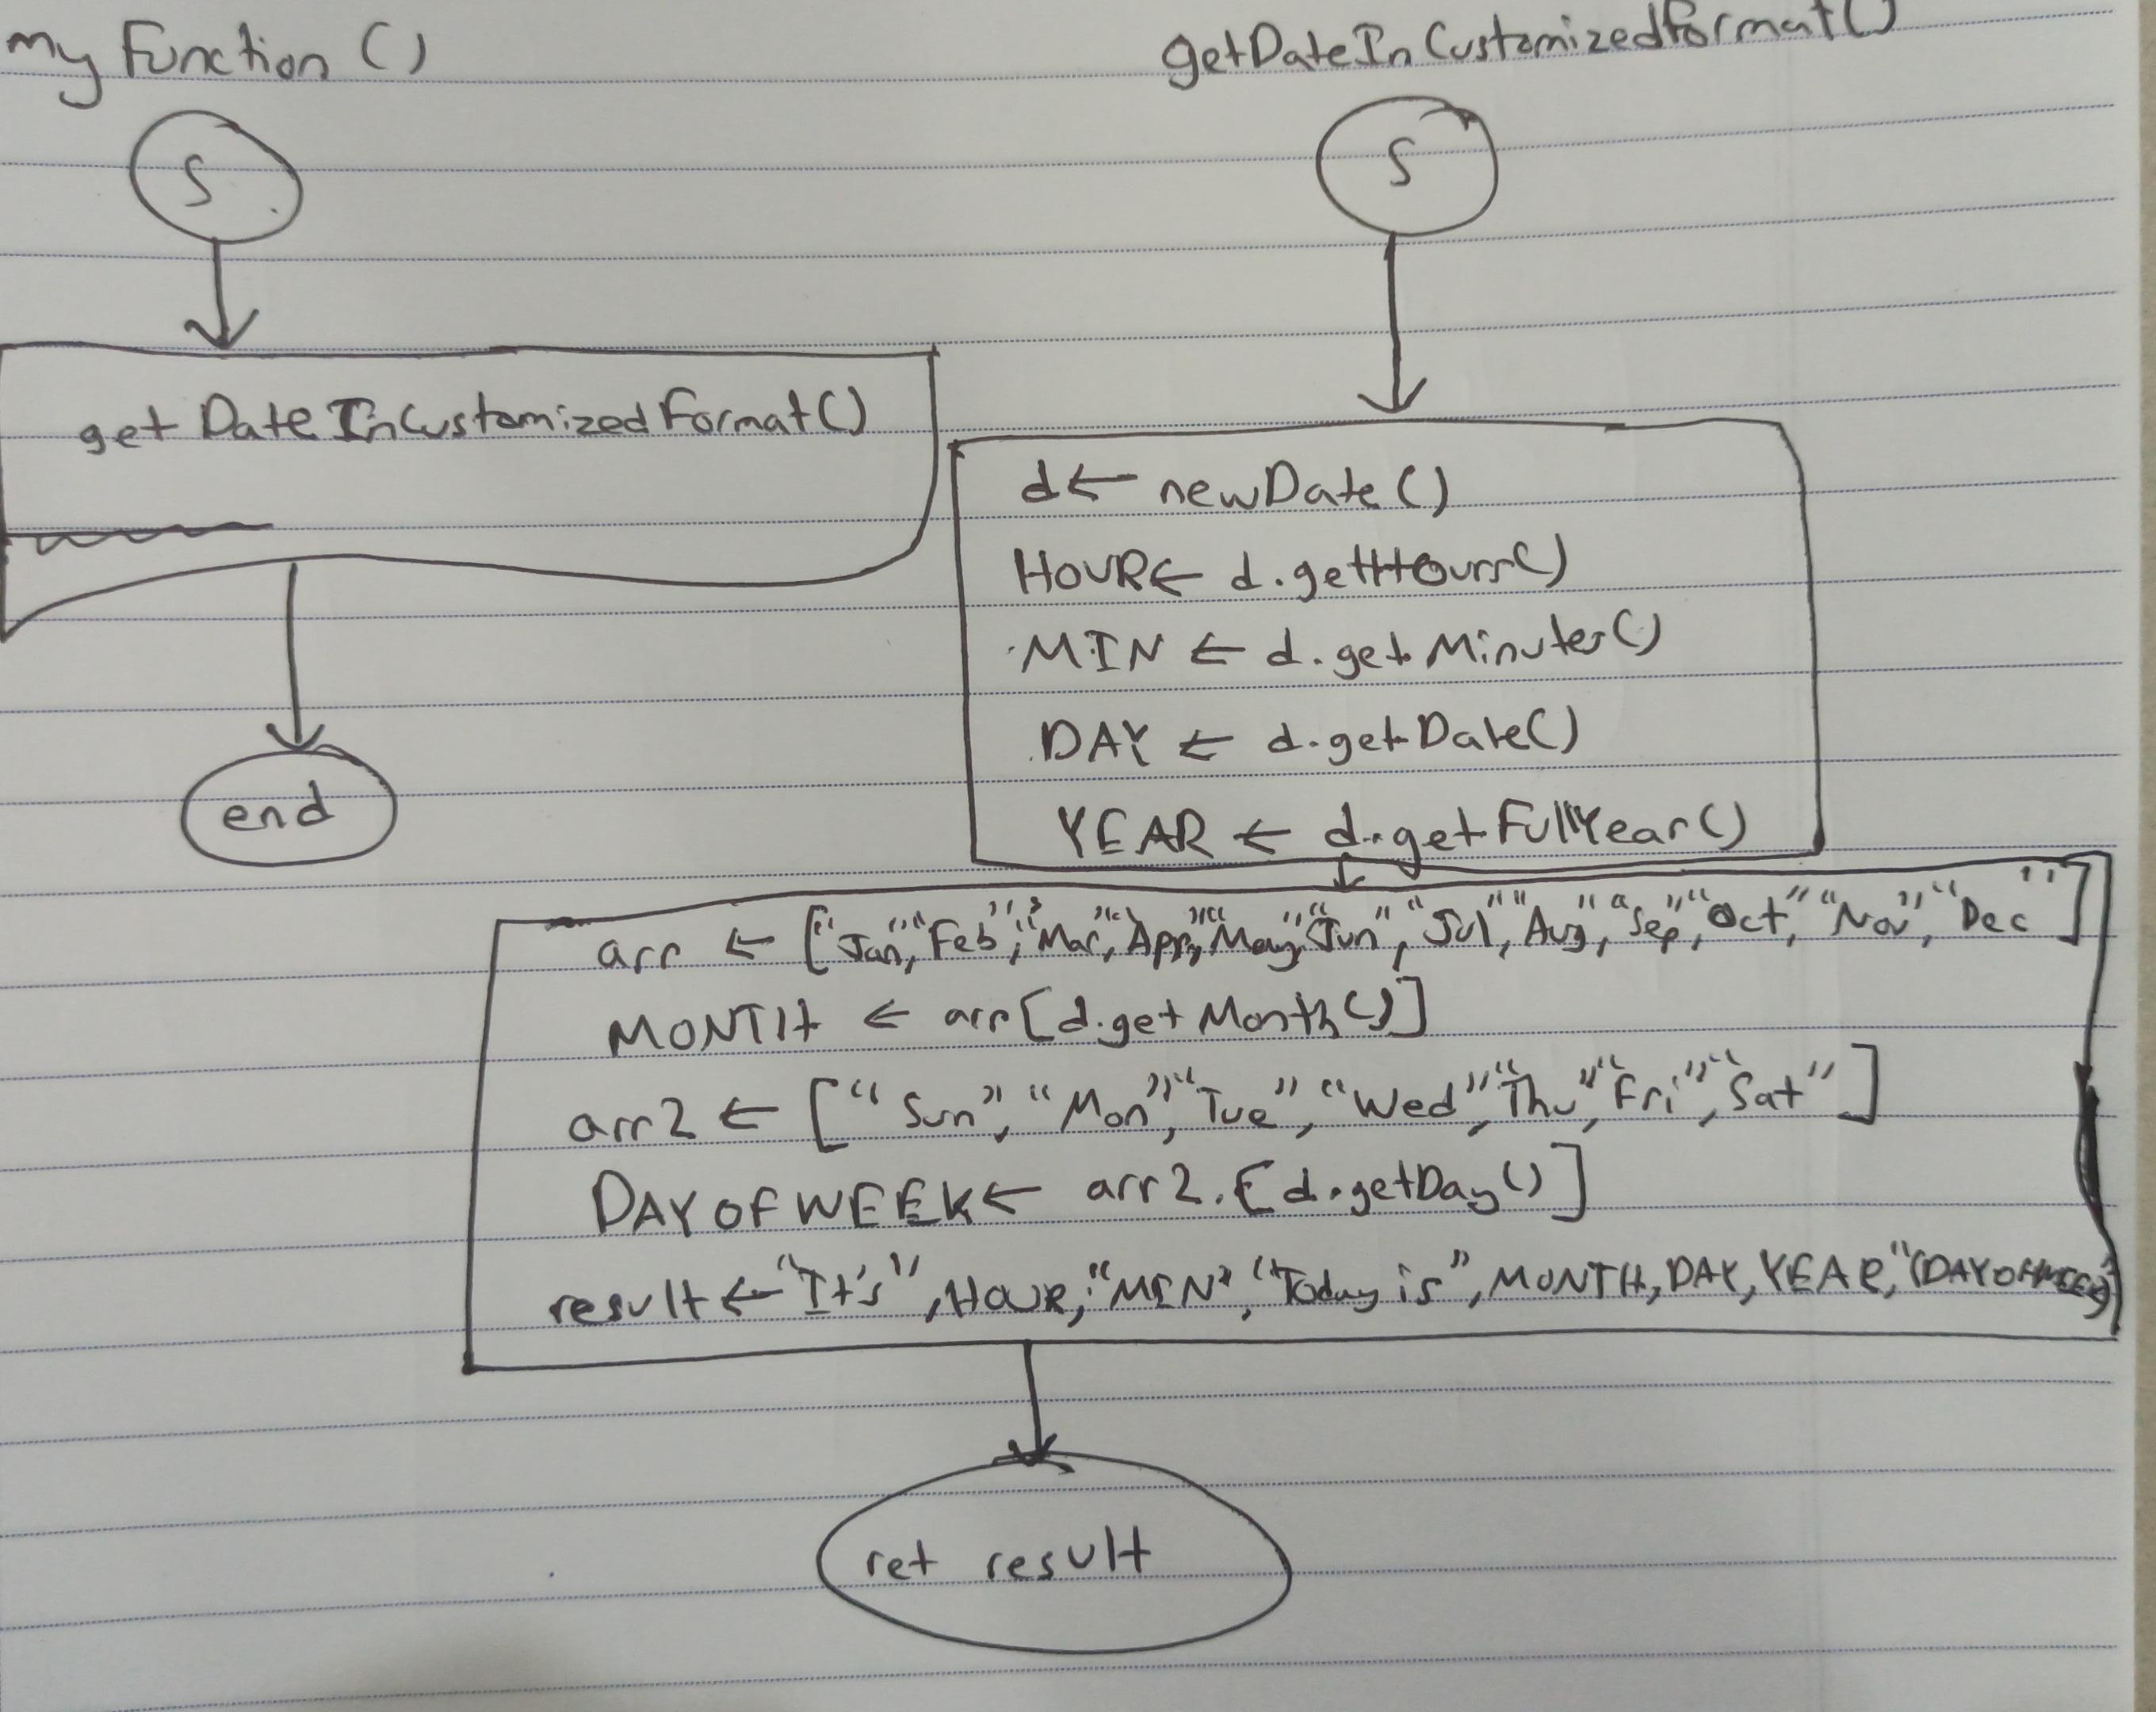 my Function ()
S
getDateInCustomizedFormat()
end
getDateInCustomizedFormat()
S
d ← newDate()
HOUR ← d.getHours()
MIN ← d.getMinutes()
DAY ← d.getDate()
YEAR ← d.getFullYear()
arr ← ["Jan", "Feb", "Mar", "Apr", "May", "Jun", "Jul", "Aug", "Sep", "Oct", "Nov", "Dec"]
MONTH ← arr[d.getMonth()]
arr2 ← ["Sun", "Mon", "Tue", "Wed", "Thu", "Fri", "Sat"]
DAYOFWEEK ← arr2.[d.getDay()]
result ← "It's", HOUR, ":MIN", "Today is", MONTH, DAY, YEAR, "(DAYOFWEEK)
ret result